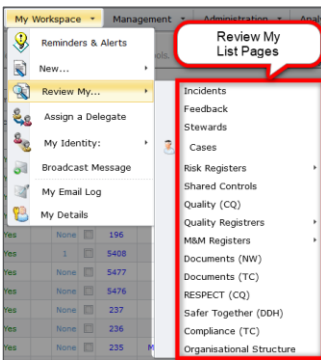 My Workspace Management Administration Analy
Review My
List Pages
Reminders & Alerts
New...
Review My...
Assign a Delegate
My Identity:
Broadcast Message
My Email Log
My Details
Incidents
Feedback
Stewards
Cases
Risk Registers
Shared Controls
Quality (CQ)
Quality Registrers
M&M Registers
Documents (NW)
Documents (TC)
RESPECT (CQ)
Safer Together (DDH)
Compliance (TC)
Organisational Structure
ools.
Yes None 196
Yes 1 5408
Yes None 5477
Yes None 5476
Yes None 237
Yes None 236
Yes None 235 M